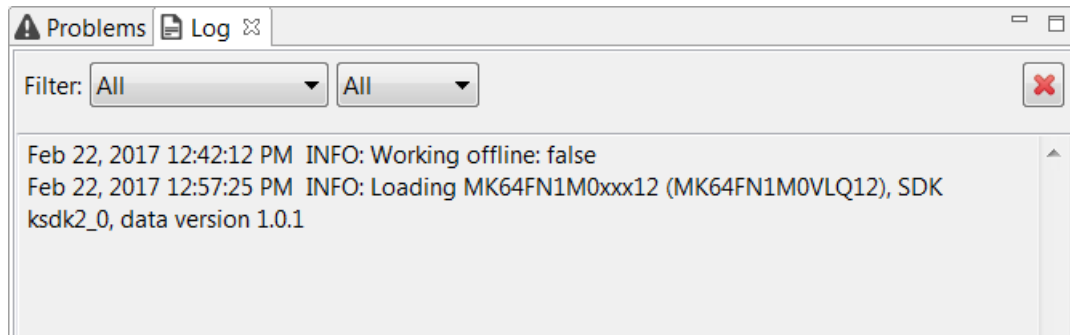 Problems Log
Filter: All All
Feb 22, 2017 12:42:12 PM  INFO: Working offline: false
Feb 22, 2017 12:57:25 PM  INFO: Loading MK64FN1M0xxx12 (MK64FN1M0VLQ12), SDK
ksdk2_0, data version 1.0.1